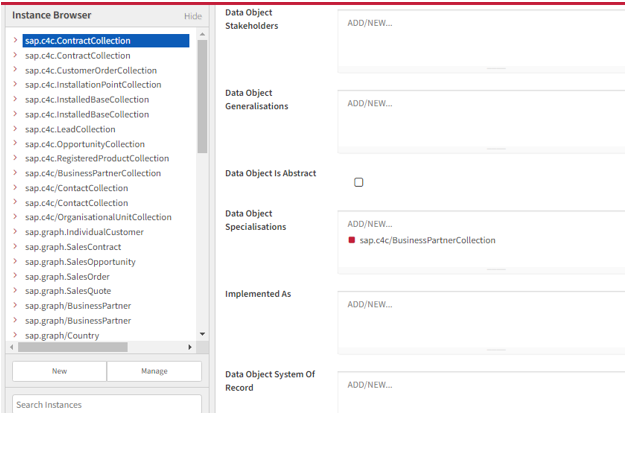 Instance Browser
Hide
sap.c4c.ContractCollection
sap.c4c.ContractCollection
sap.c4c.CustomerOrderCollection
sap.c4c.InstallationPointCollection
sap.c4c.InstalledBaseCollection
sap.c4c.InstalledBaseCollection
sap.c4c.LeadCollection
sap.c4c.OpportunityCollection
sap.c4c.RegisteredProductCollection
sap.c4c/BusinessPartnerCollection
sap.c4c/ContactCollection
sap.c4c/ContactCollection
sap.c4c/OrganisationalUnitCollection
sap.graph.IndividualCustomer
sap.graph.SalesContract
sap.graph.SalesOpportunity
sap.graph.SalesOrder
sap.graph.SalesQuote
sap.graph/BusinessPartner
sap.graph/BusinessPartner
sap.graph/Country
New
Manage
Search Instances
Data Object
Stakeholders
ADD/NEW...
Data Object
Generalisations
ADD/NEW...
Data Object Is Abstract
Data Object
Specialisations
ADD/NEW...
sap.c4c/BusinessPartnerCollection
Implemented As
ADD/NEW...
Data Object System Of
Record
ADD/NEW...